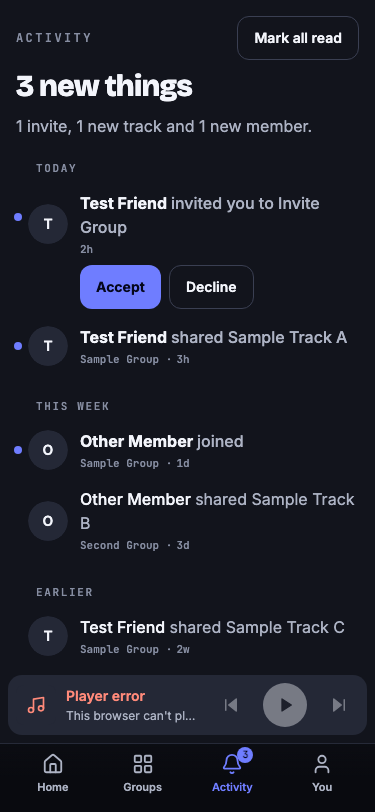 ACTIVITY
Mark all read
3 new things
1 invite, 1 new track and 1 new member.
TODAY
T
Test Friend invited you to Invite
Group
2h
Accept
Decline
T
Test Friend shared Sample Track A
Sample Group · 3h
THIS WEEK
O
Other Member joined
Sample Group · 1d
O
Other Member shared Sample Track
B
Second Group · 3d
EARLIER
T
Test Friend shared Sample Track C
Sample Group · 2w
Player error
This browser can't pl...
3
Home
Groups
Activity
You